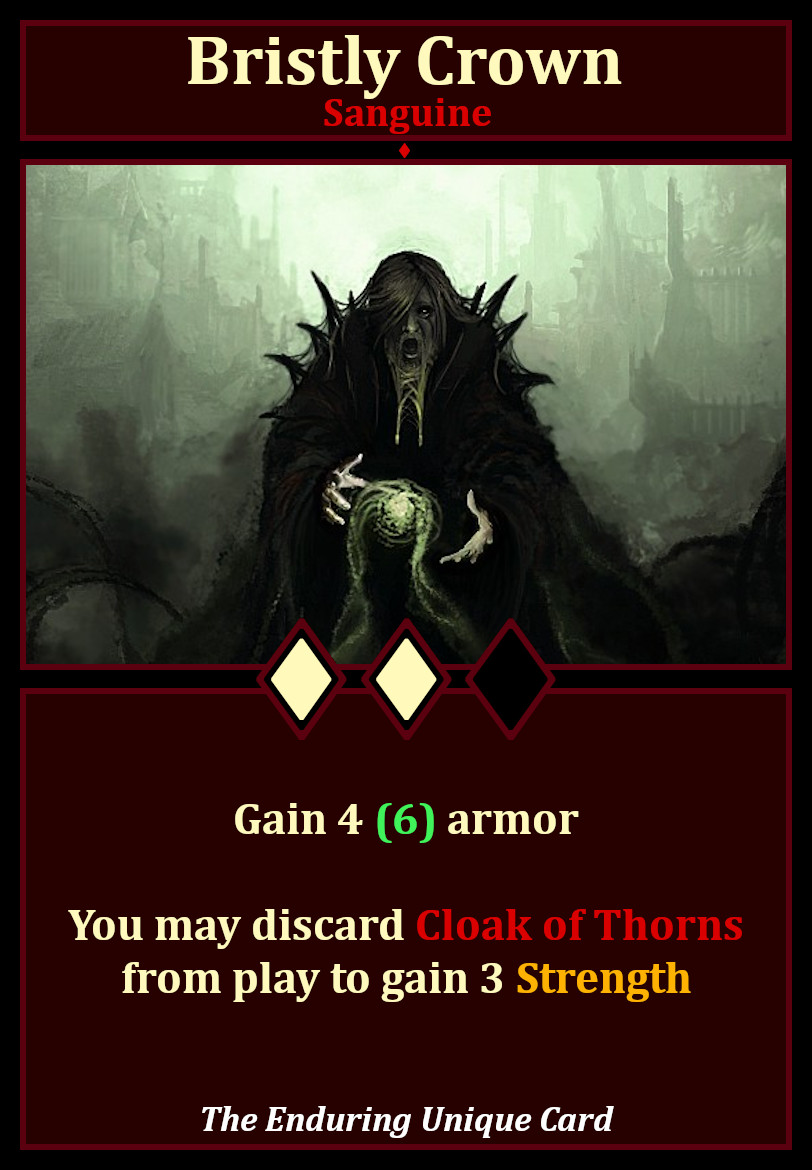 Bristly Crown
Sanguine
Gain 4 (6) armor
You may discard Cloak of Thorns
from play to gain 3 Strength
The Enduring Unique Card